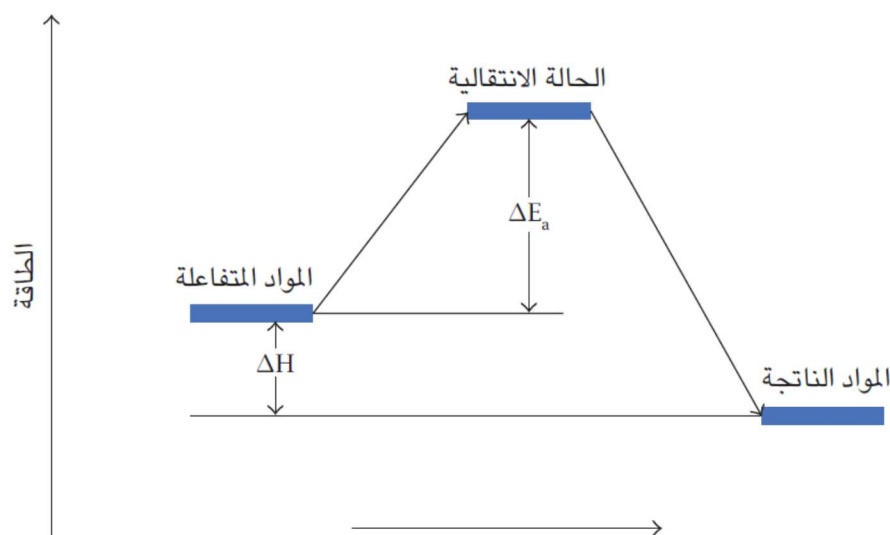 الحالة الانتقالية
ΔEₐ
الطاقة
المواد المتفاعلة
ΔH
المواد الناتجة